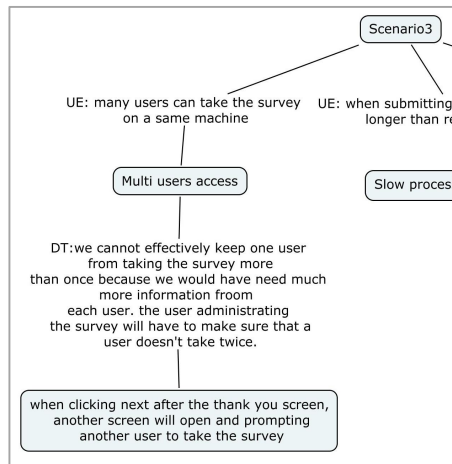 Scenario3
UE: many users can take the survey
on a same machine
UE: when submitting
longer than
Multi users access
Slow
DT:we cannot effectively keep one user
from taking the survey more
than once because we would have need much
more information froom
each user. the user administrating
the survey will have to make sure that a
user doesn't take twice.
when clicking next after the thank you screen,
another screen will open and prompting
another user to take the survey